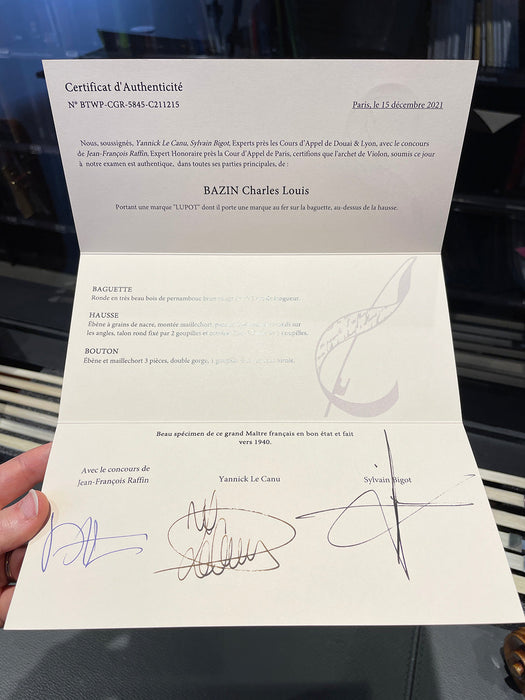 Certificat d'Authenticité
N° BTWP-CGR-5845-C211215
Paris, le 15 décembre 2021
Nous, soussignés, Yannick Le Canu, Sylvain Bigot, Experts près les Cours d'Appel de Douai & Lyon, avec le concours
de Jean-François Raffin, Expert Honoraire près la Cour d'Appel de Paris, certifions que l'archet de Violon, soumis ce jour
à notre examen est authentique, dans toutes ses parties principales, de :
BAZIN Charles Louis
Portant une marque "LUPOT" dont il porte une marque au fer sur la baguette, au-dessus de la hausse.
BAGUETTE
Ronde en très beau bois de pernambouc
HAUSSE
Ébène à grains de nacre, montée maillechort, sur
les angles, talon rond fixé par 2 goupilles et goupilles.
BOUTON
Ébène et maillechort 3 pièces, double gorge, 1
Beau spécimen de ce grand Maître français en bon état et fait
vers 1940.
Avec le concours de
Jean-François Raffin
Yannick Le Canu
Sylvain Bigot